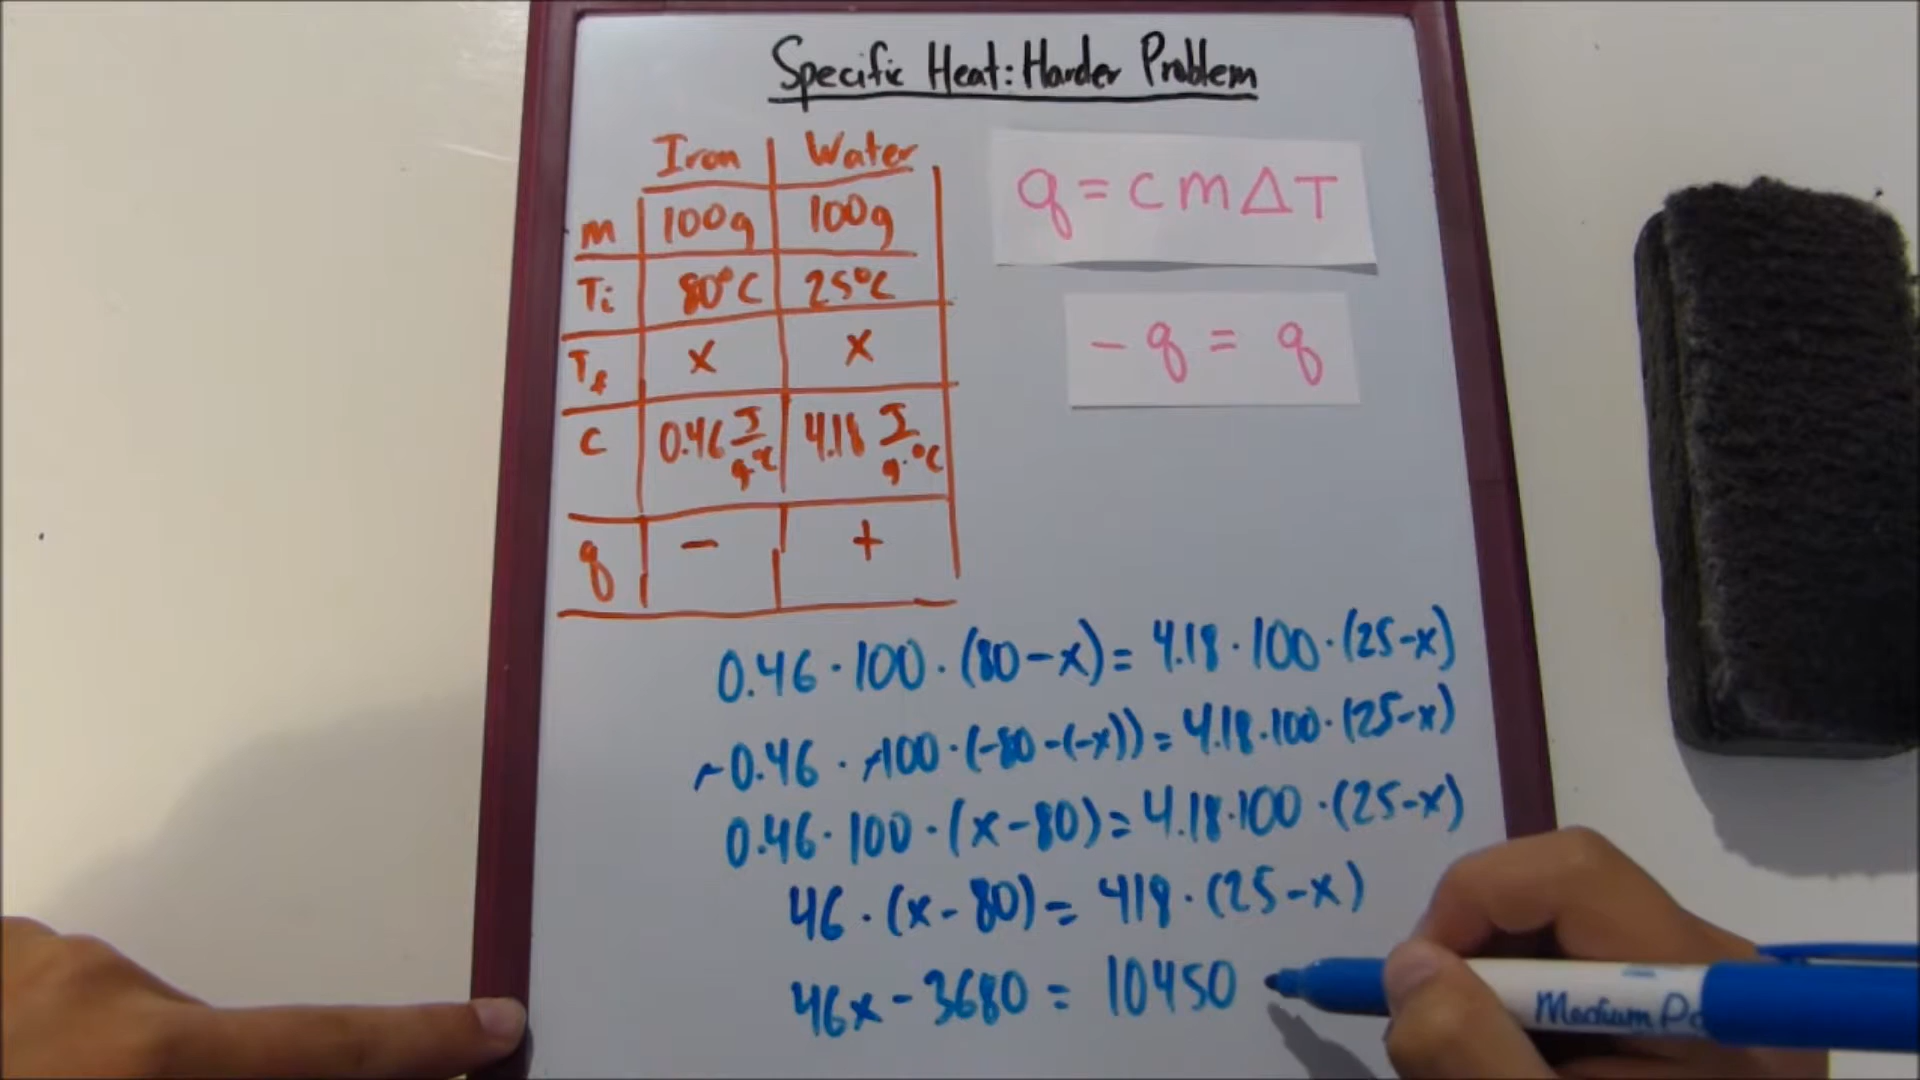 Specific Heat: Harder Problem
Iron Water
m 100g 100g
Ti 80°C 25°C
Tf x x
C 0.46 J/g·°C 4.18 J/g·°C
q - +
q = cmΔT
-q = q
0.46 · 100 · (80-x) = 4.18 · 100 · (25-x)
-0.46 · -100 · (-80-(-x)) = 4.18·100·(25-x)
0.46 · 100 · (x-80) = 4.18·100 · (25-x)
46 · (x-80) = 418 · (25-x)
46x - 3680 = 10450
Medium